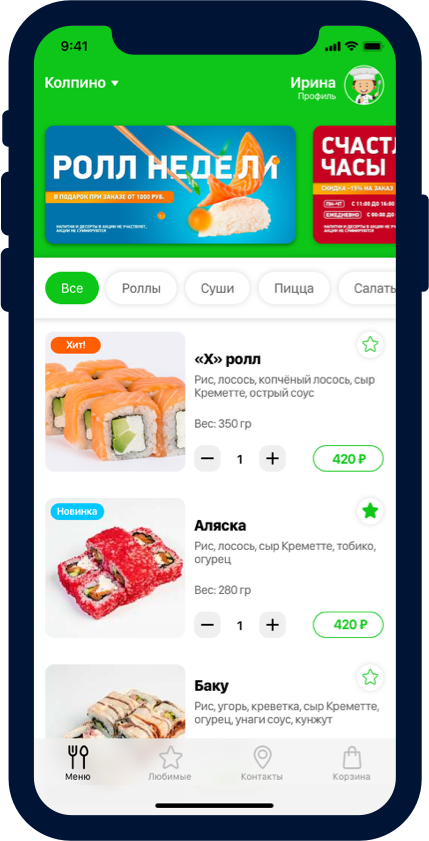 9:41
Колпино
Ирина
Профиль
РОЛЛ НЕДЕЛИ
В ПОДАРОК ПРИ ЗАКАЗЕ ОТ 1000 РУБ.
НАПИТКИ И ДЕСЕРТЫ В АКЦИИ НЕ УЧАСТВУЮТ,
АКЦИИ НЕ СУММИРУЮТСЯ
СЧАСТЛ
ЧАСЫ
СКИДКА -15% НА ЗАКАЗ
ПН-ЧТ С 11:00 ДО 16:00
ЕЖЕДНЕВНО С 00:00 ДО
НАПИТКИ И ДЕСЕРТЫ В АКЦИИ НЕ
АКЦИИ НЕ СУММИРУЮТСЯ
Все
Роллы
Суши
Пицца
Салаты
Хит!
«Х» ролл
Рис, лосось, копчёный лосось, сыр
Креметте, острый соус
Вес: 350 гр
1
420 ₽
Новинка
Аляска
Рис, лосось, сыр Креметте, тобико,
огурец
Вес: 280 гр
1
420 ₽
Баку
Рис, угорь, креветка, сыр Креметте,
огурец, унаги соус, кунжут
Меню
Любимые
Контакты
Корзина